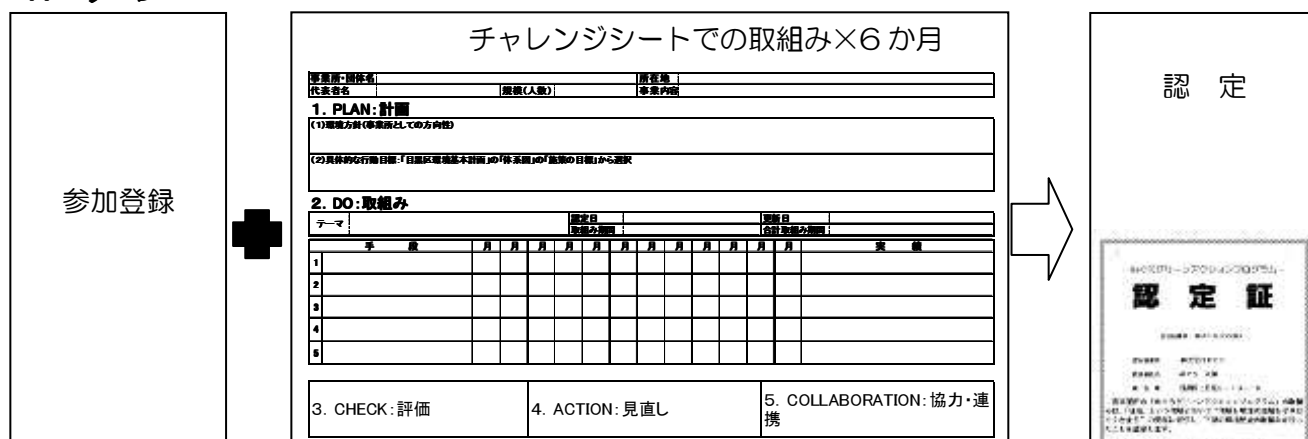 チャレンジシートでの取組み×6か月
参加登録
認 定
事業所・団体名 所在地
代表者名 規模(人数) 事業内容
1. PLAN:計画
(1)環境方針(事業所としての方向性)
(2)具体的な行動目標:「目黒区環境基本計画」の「体系図」の「施策の目標」から選択
2. DO:取組み
テーマ 認定日 更新日
取組み期間 合計取組み期間
手 段 月 月 月 月 月 月 月 月 月 月 月 月 実 績
1
2
3
4
5
3. CHECK:評価
4. ACTION:見直し
5. COLLABORATION:協力・連
携
認 定 証